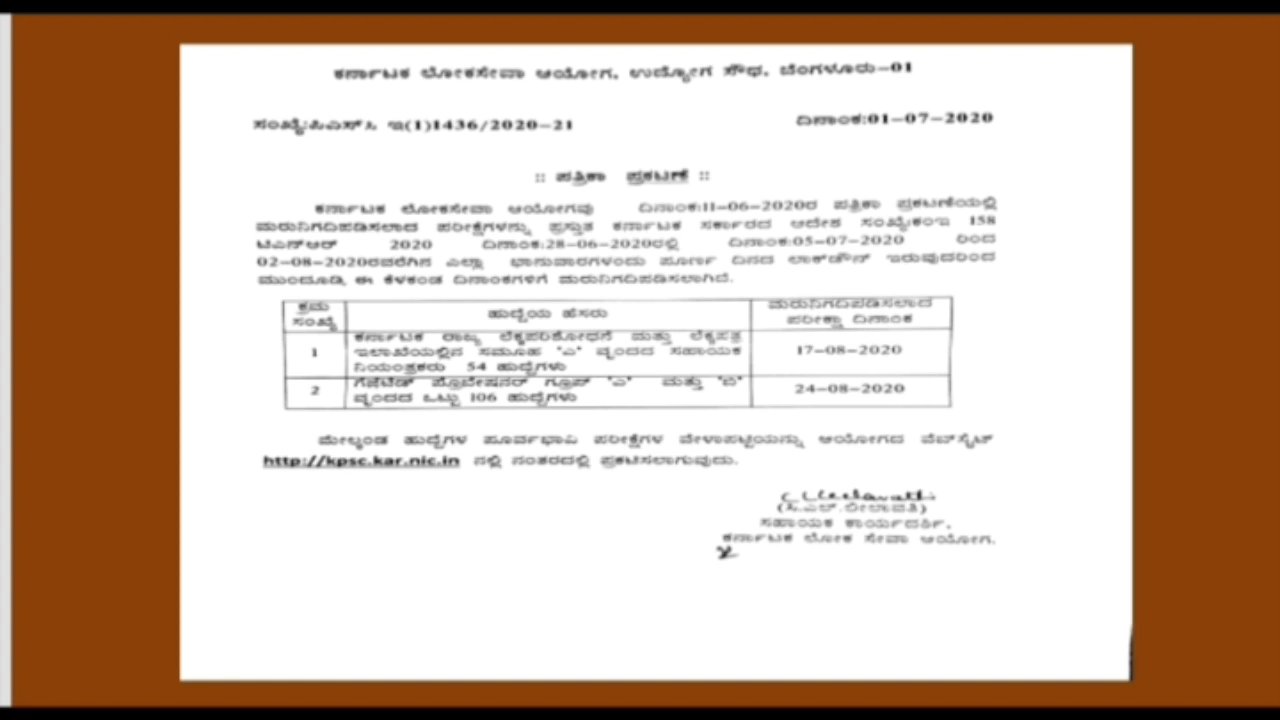 ಕರ್ನಾಟಕ ಲೋಕಸೇವಾ ಆಯೋಗ, ಉದ್ಯೋಗ ಸೌಧ, ಬೆಂಗಳೂರು-01
ಸಂಖ್ಯೆ:ಪಿಎಸ್‌ಸಿ ಇ(1)1436/2020-21 ದಿನಾಂಕ:01-07-2020
:: ಪತ್ರಿಕಾ ಪ್ರಕಟಣೆ ::
ಕರ್ನಾಟಕ ಲೋಕಸೇವಾ ಆಯೋಗವು ದಿನಾಂಕ:11-06-2020ರ ಪತ್ರಿಕಾ ಪ್ರಕಟಣೆಯಲ್ಲಿ
ಮರುನಿಗದಿಪಡಿಸಲಾದ ಪರೀಕ್ಷೆಗಳನ್ನು ಪ್ರಸ್ತುತ ಕರ್ನಾಟಕ ಸರ್ಕಾರದ ಆದೇಶ ಸಂಖ್ಯೆ:ಕಂಇ 158
ಟಿಎನ್ಆರ್ 2020 ದಿನಾಂಕ:28-06-2020ರಲ್ಲಿ ದಿನಾಂಕ:05-07-2020 ರಿಂದ
02-08-2020ರವರೆಗಿನ ಎಲ್ಲಾ ಭಾನುವಾರಗಳಂದು ಪೂರ್ಣ ದಿನದ ಲಾಕ್‌ಡೌನ್ ಇರುವುದರಿಂದ
ಮುಂದೂಡಿ ಈ ಕೆಳಕಂಡ ದಿನಾಂಕಗಳಿಗೆ ಮರುನಿಗದಿಪಡಿಸಲಾಗಿದೆ.
ಕ್ರಮ ಸಂಖ್ಯೆ ಹುದ್ದೆಯ ಹೆಸರು ಮರುನಿಗದಿಪಡಿಸಲಾದ ಪರೀಕ್ಷಾ ದಿನಾಂಕ
1 ಕರ್ನಾಟಕ ರಾಜ್ಯ ಲೆಕ್ಕಪರಿಶೋಧನೆ ಮತ್ತು ಲೆಕ್ಕಪತ್ರ
ಇಲಾಖೆಯಲ್ಲಿನ ಸಮೂಹ 'ಎ' ವೃಂದದ ಸಹಾಯಕ 17-08-2020
ನಿಯಂತ್ರಕರು 54 ಹುದ್ದೆಗಳು
2 ಗೆಜೆಟೆಡ್ ಪ್ರೊಬೇಷನರ್ ಗ್ರೂಪ್ 'ಎ' ಮತ್ತು 'ಬಿ' 24-08-2020
ವೃಂದದ ಒಟ್ಟು 106 ಹುದ್ದೆಗಳು
ಮೇಲ್ಕಂಡ ಹುದ್ದೆಗಳ ಪೂರ್ವಭಾವಿ ಪರೀಕ್ಷೆಗಳ ವೇಳಾಪಟ್ಟಿಯನ್ನು ಆಯೋಗದ ವೆಬ್‌ಸೈಟ್
http://kpsc.kar.nic.in ನಲ್ಲಿ ನಂತರದಲ್ಲಿ ಪ್ರಕಟಿಸಲಾಗುವುದು.
(ಸಿ.ಎಲ್.ಲೀಲಾವತಿ)
ಸಹಾಯಕ ಕಾರ್ಯದರ್ಶಿ,
ಕರ್ನಾಟಕ ಲೋಕ ಸೇವಾ ಆಯೋಗ.